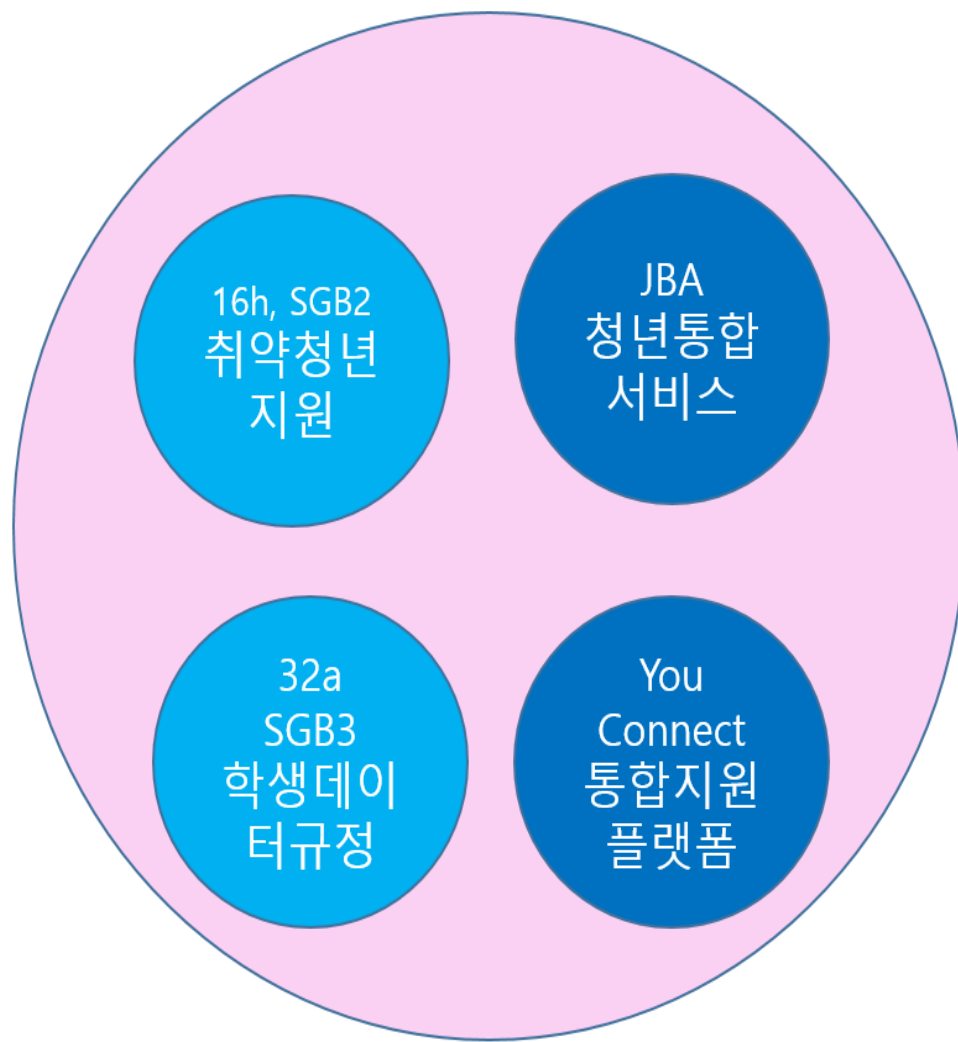 16h, SGB2
취약청년
지원
JBA
청년통합
서비스
32a
SGB3
학생데이
터규정
You
Connect
통합지원
플랫폼